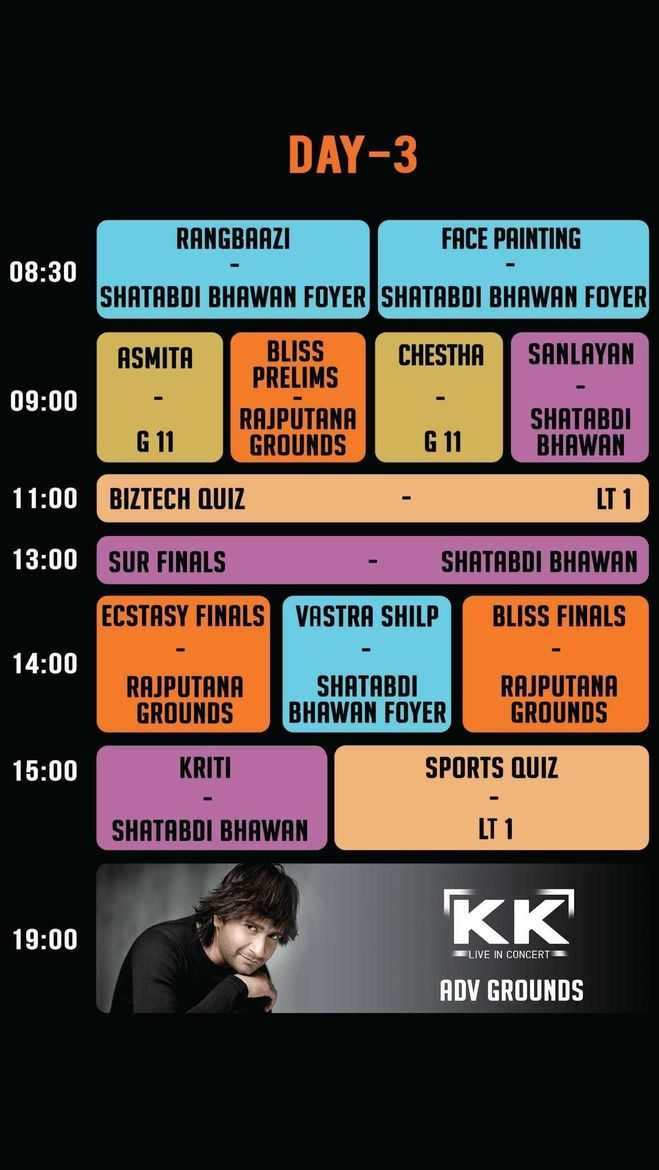 DAY-3
08:30
RANGBAAZI
-
SHATABDI BHAWAN FOYER
FACE PAINTING
-
SHATABDI BHAWAN FOYER
09:00
ASMITA
-
G 11
BLISS
PRELIMS
-
RAJPUTANA
GROUNDS
CHESTHA
-
G 11
SANLAYAN
-
SHATABDI
BHAWAN
11:00
BIZTECH QUIZ - LT 1
13:00
SUR FINALS - SHATABDI BHAWAN
14:00
ECSTASY FINALS
-
RAJPUTANA
GROUNDS
VASTRA SHILP
-
SHATABDI
BHAWAN FOYER
BLISS FINALS
-
RAJPUTANA
GROUNDS
15:00
KRITI
-
SHATABDI BHAWAN
SPORTS QUIZ
-
LT 1
19:00
KK
LIVE IN CONCERT
ADV GROUNDS